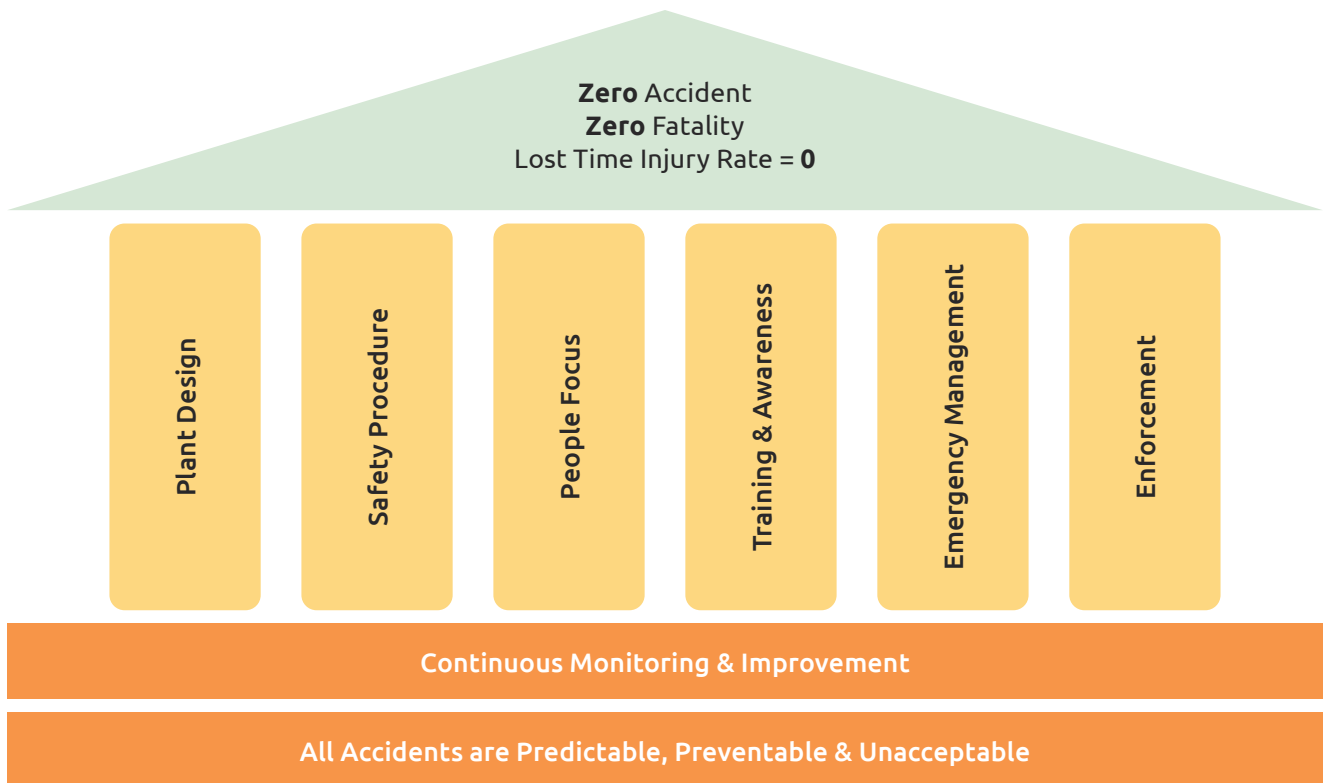 Zero Accident
Zero Fatality
Lost Time Injury Rate = 0
Plant Design
Safety Procedure
People Focus
Training & Awareness
Emergency Management
Enforcement
Continuous Monitoring & Improvement
All Accidents are Predictable, Preventable & Unacceptable